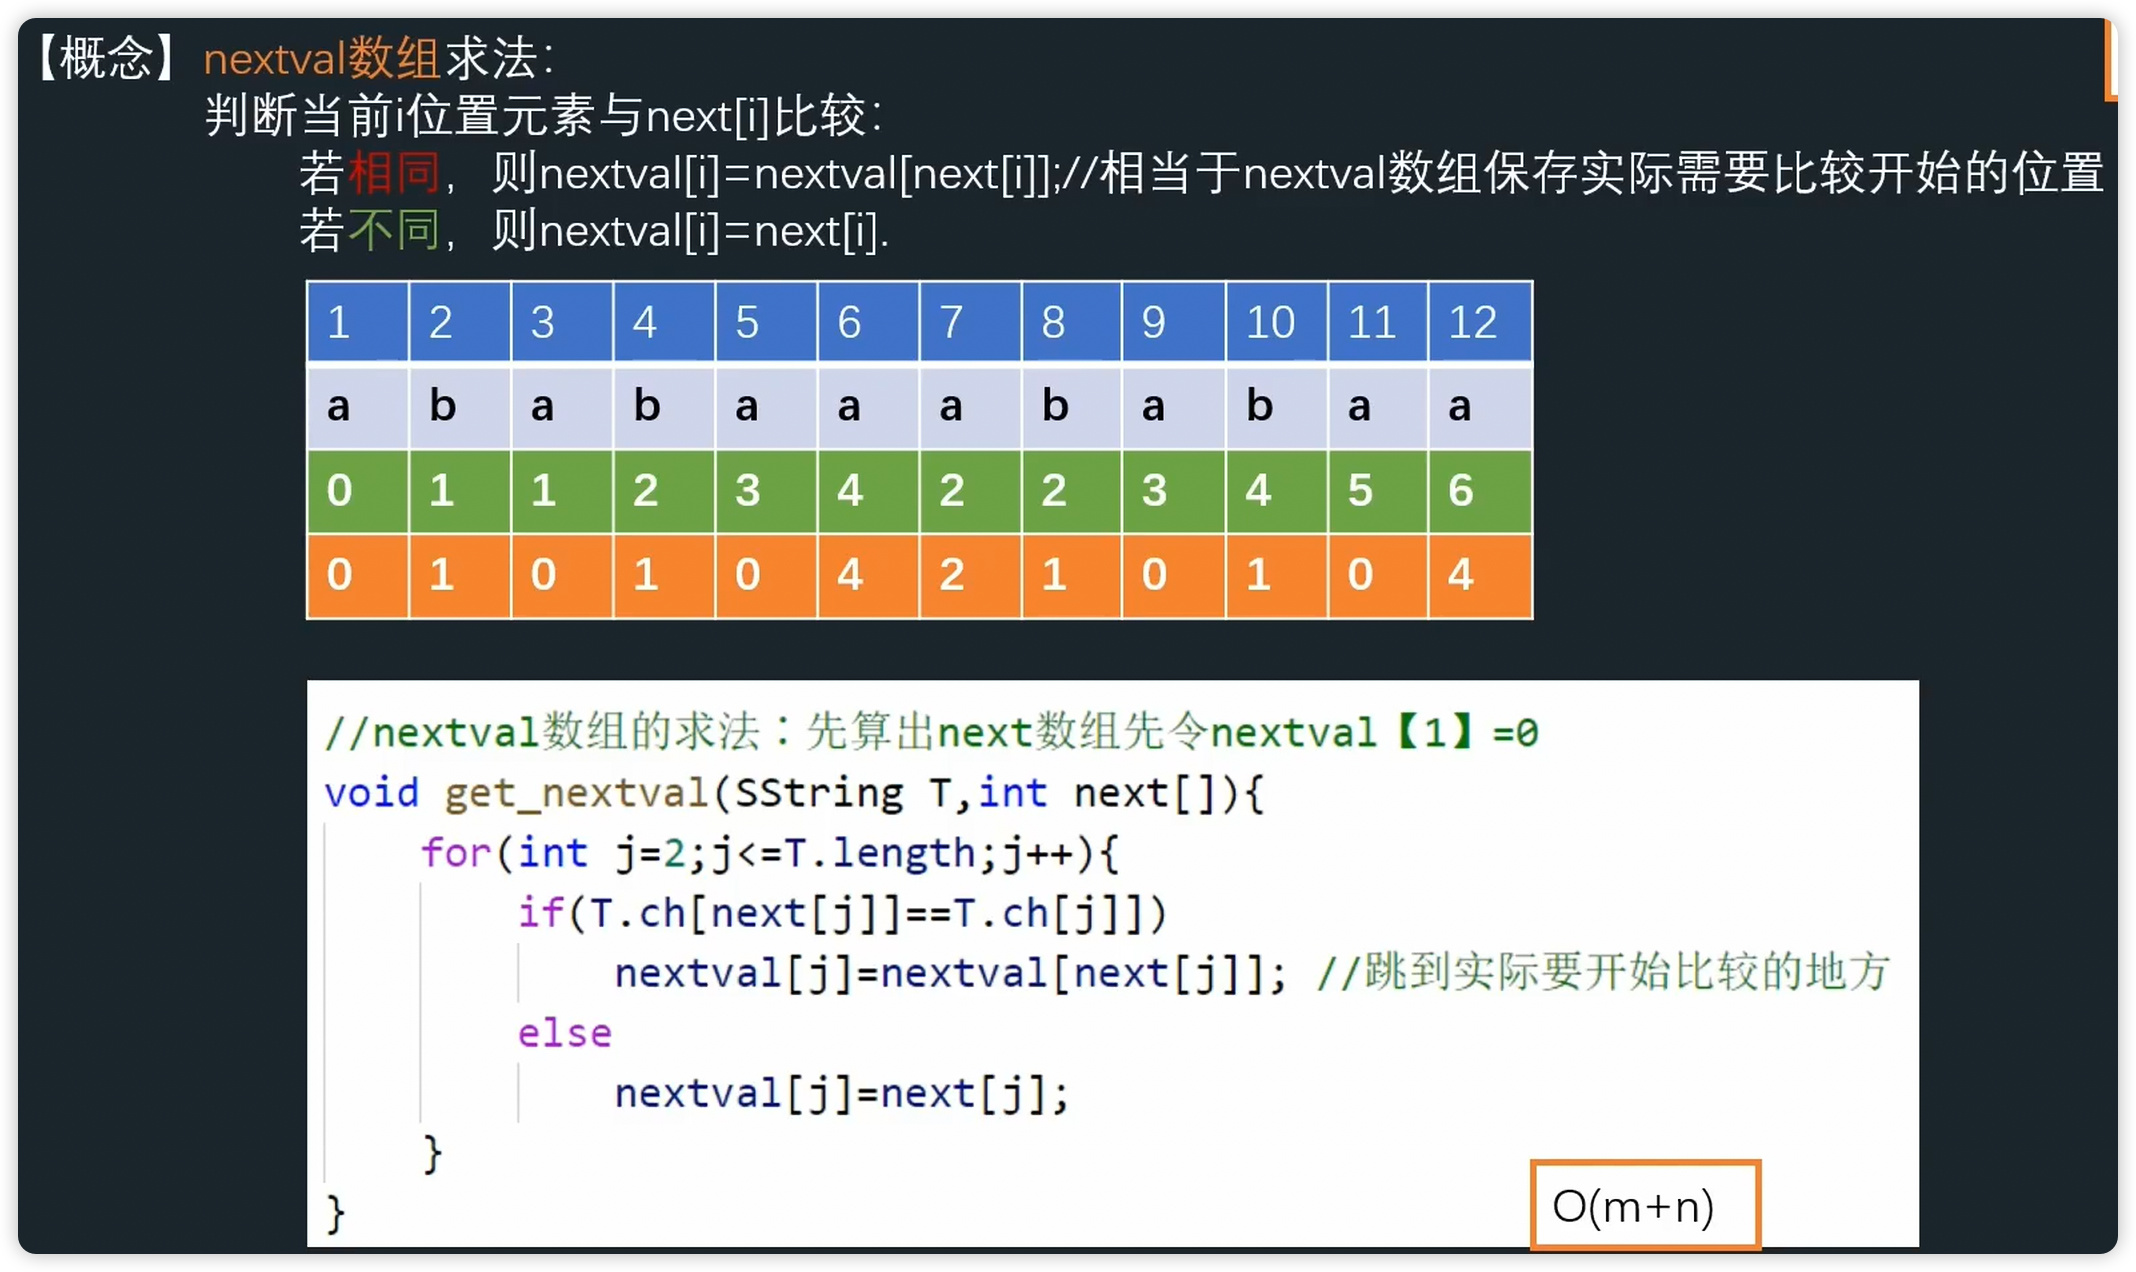 【概念】nextval数组求法：
判断当前i位置元素与next[i]比较：
若相同，则nextval[i]=nextval[next[i]];//相当于nextval数组保存实际需要比较开始的位置
若不同，则nextval[i]=next[i].
1 2 3 4 5 6 7 8 9 10 11 12
a b a b a a a b a b a a
0 1 1 2 3 4 2 2 3 4 5 6
0 1 0 1 0 4 2 1 0 1 0 4
//nextval数组的求法：先算出next数组先令nextval【1】=0
void get_nextval(SString T,int next[]){
for(int j=2;j<=T.length;j++){
if(T.ch[next[j]]==T.ch[j]])
nextval[j]=nextval[next[j]]; //跳到实际要开始比较的地方
else
nextval[j]=next[j];
}
}
O(m+n)